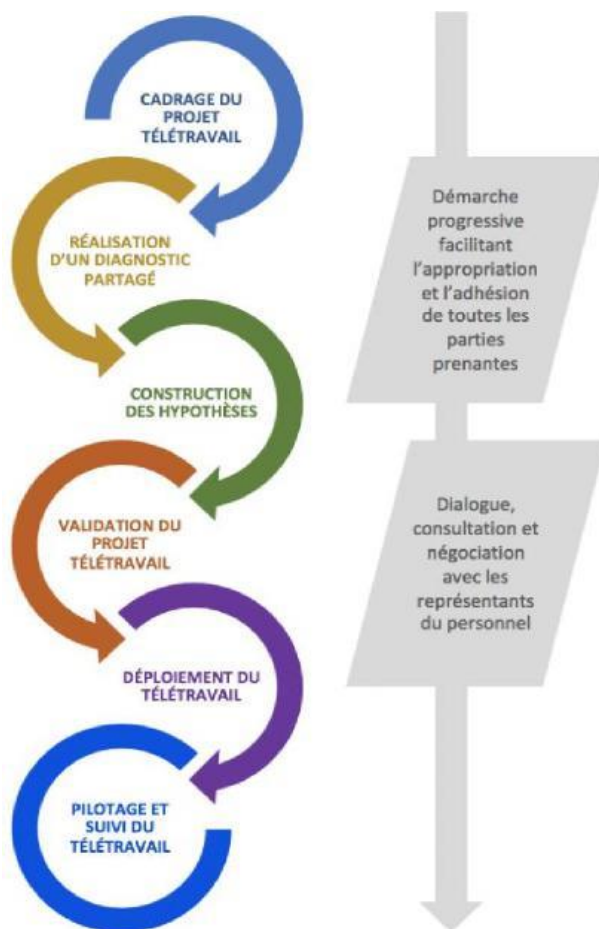 CADRAGE DU
PROJET
TÉLÉTRAVAIL
RÉALISATION
D'UN DIAGNOSTIC
PARTAGÉ
CONSTRUCTION
DES HYPOTHÈSES
VALIDATION DU
PROJET
TÉLÉTRAVAIL
DÉPLOIEMENT DU
TÉLÉTRAVAIL
PILOTAGE ET
SUIVI DU
TÉLÉTRAVAIL
Démarche
progressive
facilitant
l'appropriation
et l'adhésion
de toutes les
parties
prenantes
Dialogue,
consultation et
négociation
avec les
représentants
du personnel